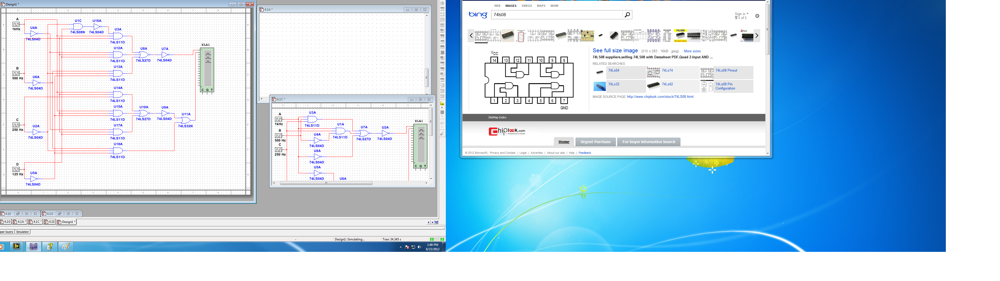 Design1 *
A
1kHz
U4A
74LS04D
U1C
74LS08N
U16A
74LS04D
U3A
74LS11D
U12A
74LS11D
U8A
74LS27D
U7A
74LS04D
XLA1
C Q T
B
500 Hz
U13A
74LS11D
U6A
74LS04D
U14A
74LS11D
U15A
74LS11D
U10A
74LS27D
U9A
74LS04D
U11A
74LS32N
C
250 Hz
U2A
74LS04D
U17A
74LS11D
U18A
74LS11D
D
125 Hz
U5A
74LS04D
4.1A *
4.1C *
A
1kHz
U3A
74LS11D
B
500 Hz
U1A
74LS11D
U7A
74LS27D
U2A
74LS04D
XLA1
C Q T
U4A
74LS04D
C
250 Hz
U8A
74LS04D
U5A
74LS04D
U6A
4.1E
4.1G
4.1G
4.1A *
4.1C *
4.1E
Design1 *
per layers
Simulation
-
Design1: Simulating...
Tran: 34.345 s
1:48 PM
8/23/2012
WEB IMAGES VIDEOS MAPS MORE
bing
74ls08
Sign in
5 of 5
74LS08
VCC
14 13 12 11 10 9 8
1 2 3 4 5 6 7
GND
See full size image (515 x 283 · 16kB · jpeg) · More sizes
74LS08 suppliers,selling 74LS08 with Datasheet PDF,Quad 2-Input AND ...
RELATED SEARCHES
74Ls04
74Ls74
74Ls08 Pinout
74Ls32
74Ls02
74Ls08 Pin
Configuration
IMAGE SOURCE PAGE: http://www.chiplook.com/stock/74LS08.html
SiteMap Index
Chiplook.com
Professional ic market
Home
Urgent Purchase
For buyer information Search
© 2012 Microsoft | Privacy and Cookies | Legal | Advertise | About our ads | Help | Feedback